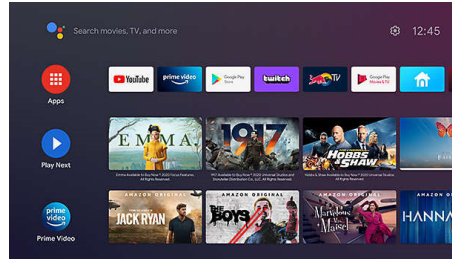 Search movies, TV, and more
12:45
Apps
YouTube
prime video
Google Play
Store
twitch
TV
Google Play
Movies & TV
Play Next
EMMA.
1917
HOBBS
& SHAW
Prime Video
prime
video
AMAZON ORIGINAL
JACK RYAN
AMAZON ORIGINAL
THE
BOYS
AMAZON ORIGINAL
The Marvelous
Mrs.
Maisel
AMAZON
HANNA